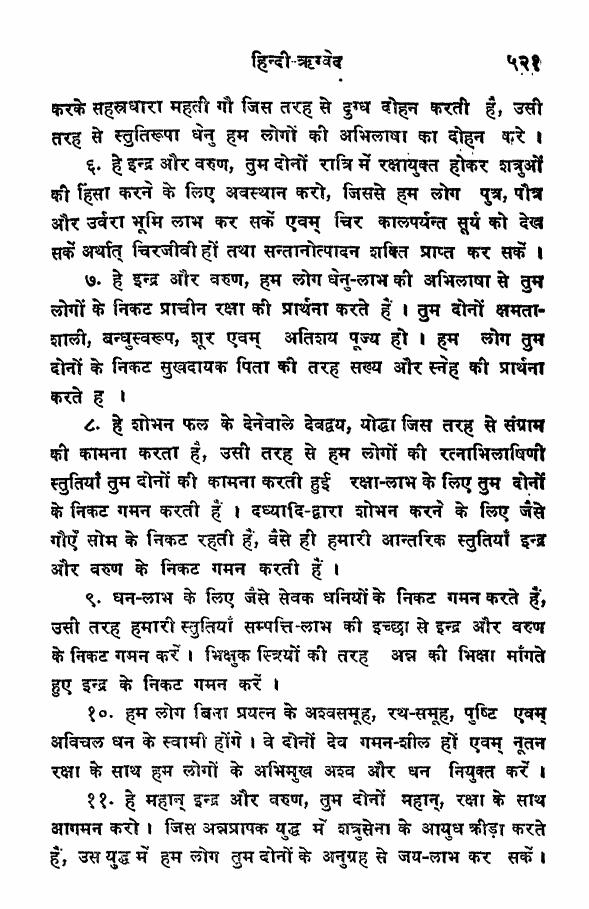 हिन्दी-ऋग्वेद ५२१
करके सहस्रधारा महती गौ जिस तरह से दुग्ध दोहन करती है, उसी
तरह से स्तुतिरूपा धेनु हम लोगों की अभिलाषा का दोहन करे ।
६. हे इन्द्र और वरुण, तुम दोनों रात्रि में रक्षायुक्त होकर शत्रुओं
की हिंसा करने के लिए अवस्थान करो, जिससे हम लोग पुत्र, पौत्र
और उर्वरा भूमि लाभ कर सकें एवम् चिर कालपर्यन्त सूर्य को देख
सकें अर्थात् चिरजीवी हों तथा सन्तानोत्पादन शक्ति प्राप्त कर सकें ।
७. हे इन्द्र और वरुण, हम लोग धेनु-लाभ की अभिलाषा से तुम
लोगों के निकट प्राचीन रक्षा की प्रार्थना करते हैं । तुम दोनों क्षमता-
शाली, बन्धुस्वरूप, शूर एवम् अतिशय पूज्य हो । हम लोग तुम
दोनों के निकट सुखदायक पिता की तरह सख्य और स्नेह की प्रार्थना
करते ह ।
८. हे शोभन फल के देनेवाले देवद्वय, योद्धा जिस तरह से संग्राम
की कामना करता है, उसी तरह से हम लोगों की रत्नाभिलाषिणी
स्तुतियाँ तुम दोनों की कामना करती हुई रक्षा-लाभ के लिए तुम दोनों
के निकट गमन करती हैं । दध्यादि-द्वारा शोभन करने के लिए जैसे
गौएँ सोम के निकट रहती हैं, वैसे ही हमारी आन्तरिक स्तुतियाँ इन्द्र
और वरुण के निकट गमन करती हैं ।
९. धन-लाभ के लिए जैसे सेवक धनियों के निकट गमन करते हैं,
उसी तरह हमारी स्तुतियाँ सम्पत्ति-लाभ की इच्छा से इन्द्र और वरुण
के निकट गमन करें । भिक्षुक स्त्रियों की तरह अन्न की भिक्षा माँगते
हुए इन्द्र के निकट गमन करें ।
१०. हम लोग बिना प्रयत्न के अश्वसमूह, रथ-समूह, पुष्टि एवम्
अविचल धन के स्वामी होंगे । वे दोनों देव गमन-शील हों एवम् नूतन
रक्षा के साथ हम लोगों के अभिमुख अश्व और धन नियुक्त करें ।
११. हे महान् इन्द्र और वरुण, तुम दोनों महान्, रक्षा के साथ
आगमन करो । जिस अन्नप्रापक युद्ध में शत्रुसेना के आयुध क्रीड़ा करते
हैं, उस युद्ध में हम लोग तुम दोनों के अनुग्रह से जय-लाभ कर सकें ।